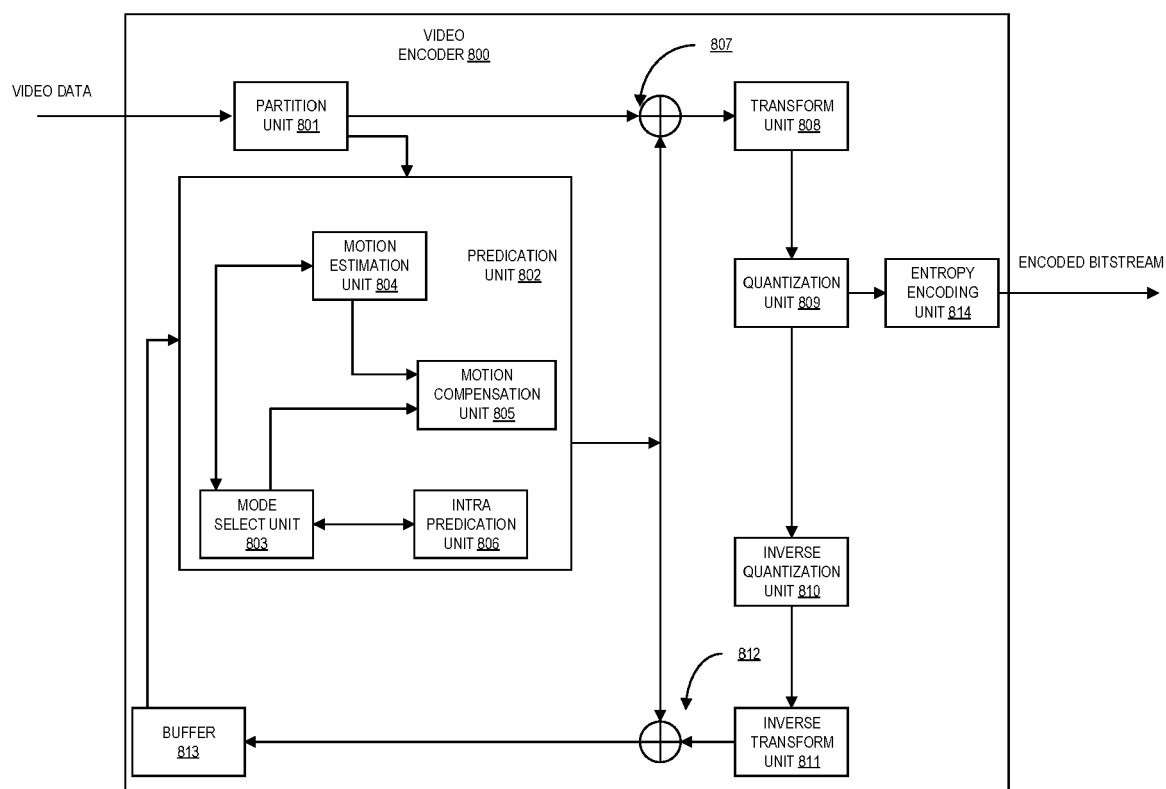 VIDEO
ENCODER 800
807
VIDEO DATA
PARTITION
UNIT 801
TRANSFORM
UNIT 808
MOTION
ESTIMATION
UNIT 804
PREDICATION
UNIT 802
QUANTIZATION
UNIT 809
ENTROPY
ENCODING
UNIT 814
ENCODED BITSTREAM
MOTION
COMPENSATION
UNIT 805
MODE
SELECT UNIT
803
INTRA
PREDICATION
UNIT 806
INVERSE
QUANTIZATION
UNIT 810
812
BUFFER
813
INVERSE
TRANSFORM
UNIT 811